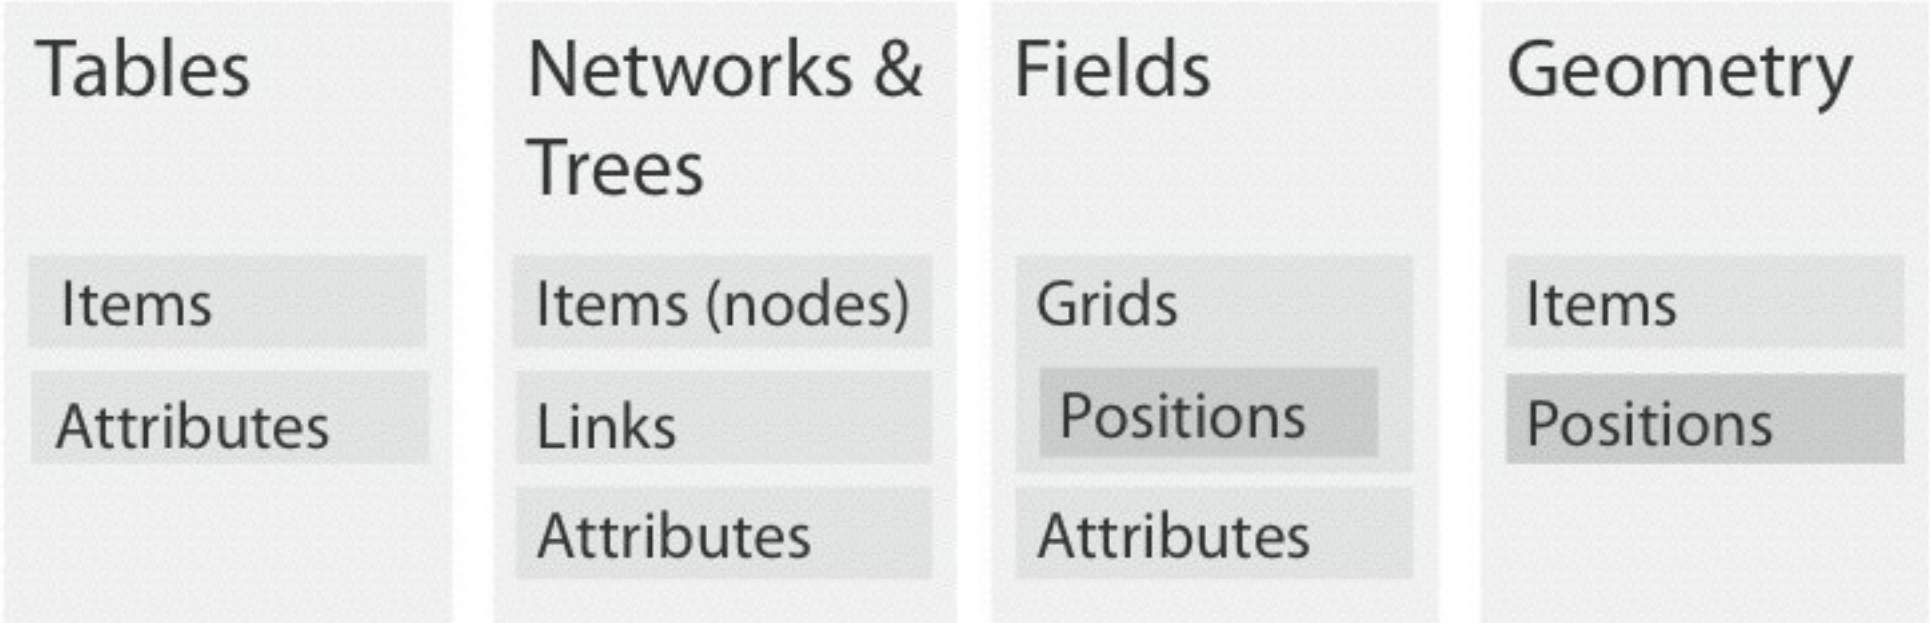 Tables
Items
Attributes
Networks &
Trees
Items (nodes)
Links
Attributes
Fields
Grids
Positions
Attributes
Geometry
Items
Positions